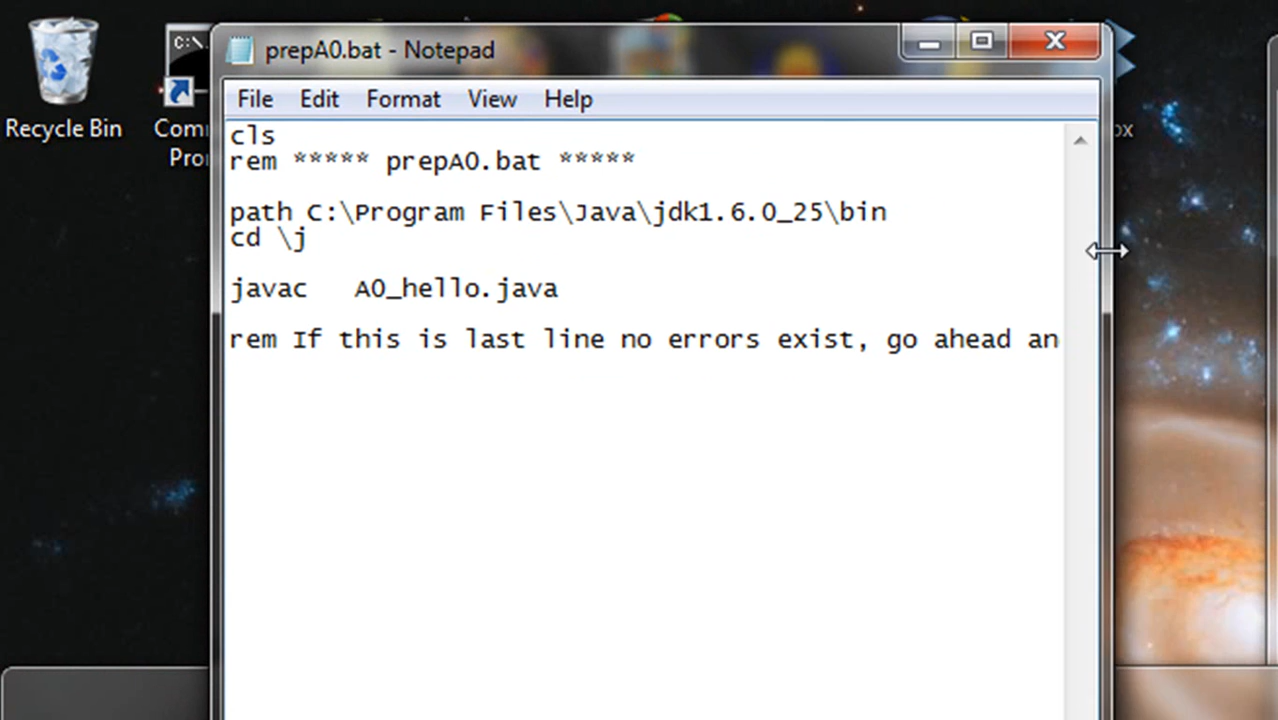 prepA0.bat - Notepad
File Edit Format View Help
cls
rem ***** prepA0.bat *****
path C:\Program Files\Java\jdk1.6.0_25\bin
cd \j
javac   A0_hello.java
rem If this is last line no errors exist, go ahead an
Recycle Bin
C:\.